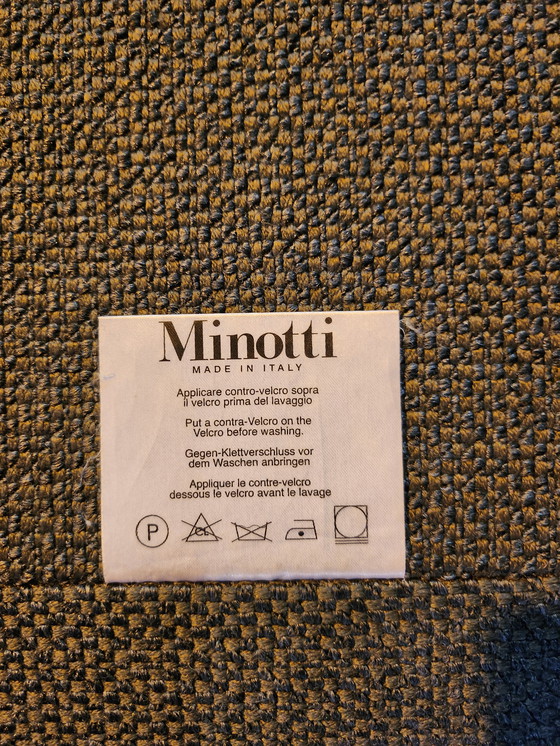 Minotti
MADE IN ITALY
Applicare contro-velcro sopra
il velcro prima del lavaggio
Put a contra-Velcro on the
Velcro before washing.
Gegen-Klettverschluss vor
dem Waschen anbringen
Appliquer le contre-velcro
dessous le velcro avant le lavage
P CL